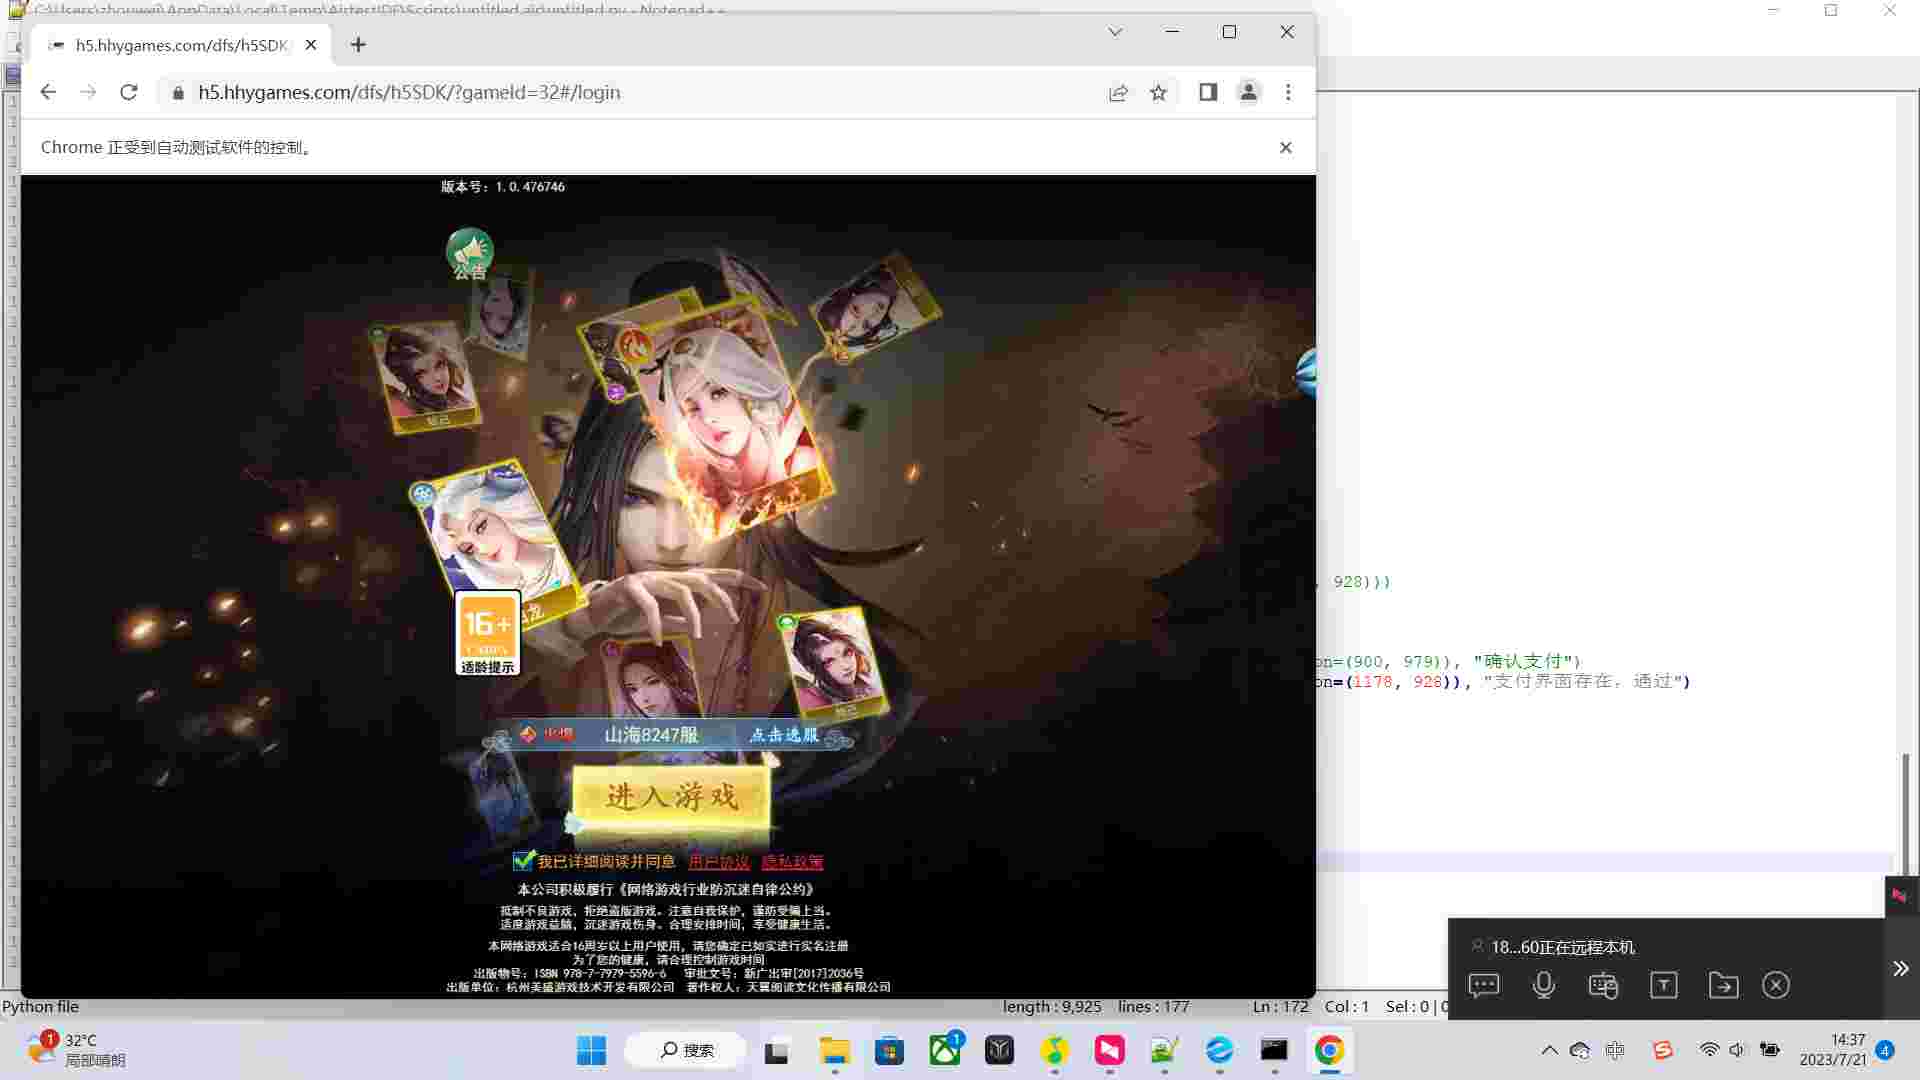 C:\Users\zhouwei\AppData\Local\Temp\AirtestIDE\Scripts\untitled.air\untitled.py - Notepad++
h5.hhygames.com/dfs/h5SDK
h5.hhygames.com/dfs/h5SDK/?gameId=32#/login
Chrome 正受到自动测试软件的控制。
版本号: 1.0.476746
公告
16+
适龄提示
火爆 山海8247服 点击选服
进入游戏
我已详细阅读并同意 用户协议 隐私政策
本公司积极履行《网络游戏行业防沉迷自律公约》
抵制不良游戏，拒绝盗版游戏。注意自我保护，谨防受骗上当。
适度游戏益脑，沉迷游戏伤身。合理安排时间，享受健康生活。
本网络游戏适合16周岁以上用户使用，请您确定已如实进行实名注册
为了您的健康，请合理控制游戏时间
出版物号: ISBN 978-7-7979-5596-6 审批文号: 新广出审[2017]2036号
出版单位: 杭州美盛游戏技术开发有限公司 著作权人: 天翼阅读文化传播有限公司
, 928)))
on=(900, 979)), "确认支付")
on=(1178, 928)), "支付界面存在，通过")
18...60正在远程本机
Python file length : 9,925 lines : 177 Ln : 172 Col : 1 Sel : 0 | 0
1
32°C
局部晴朗
搜索
1
中
14:37
2023/7/21
4